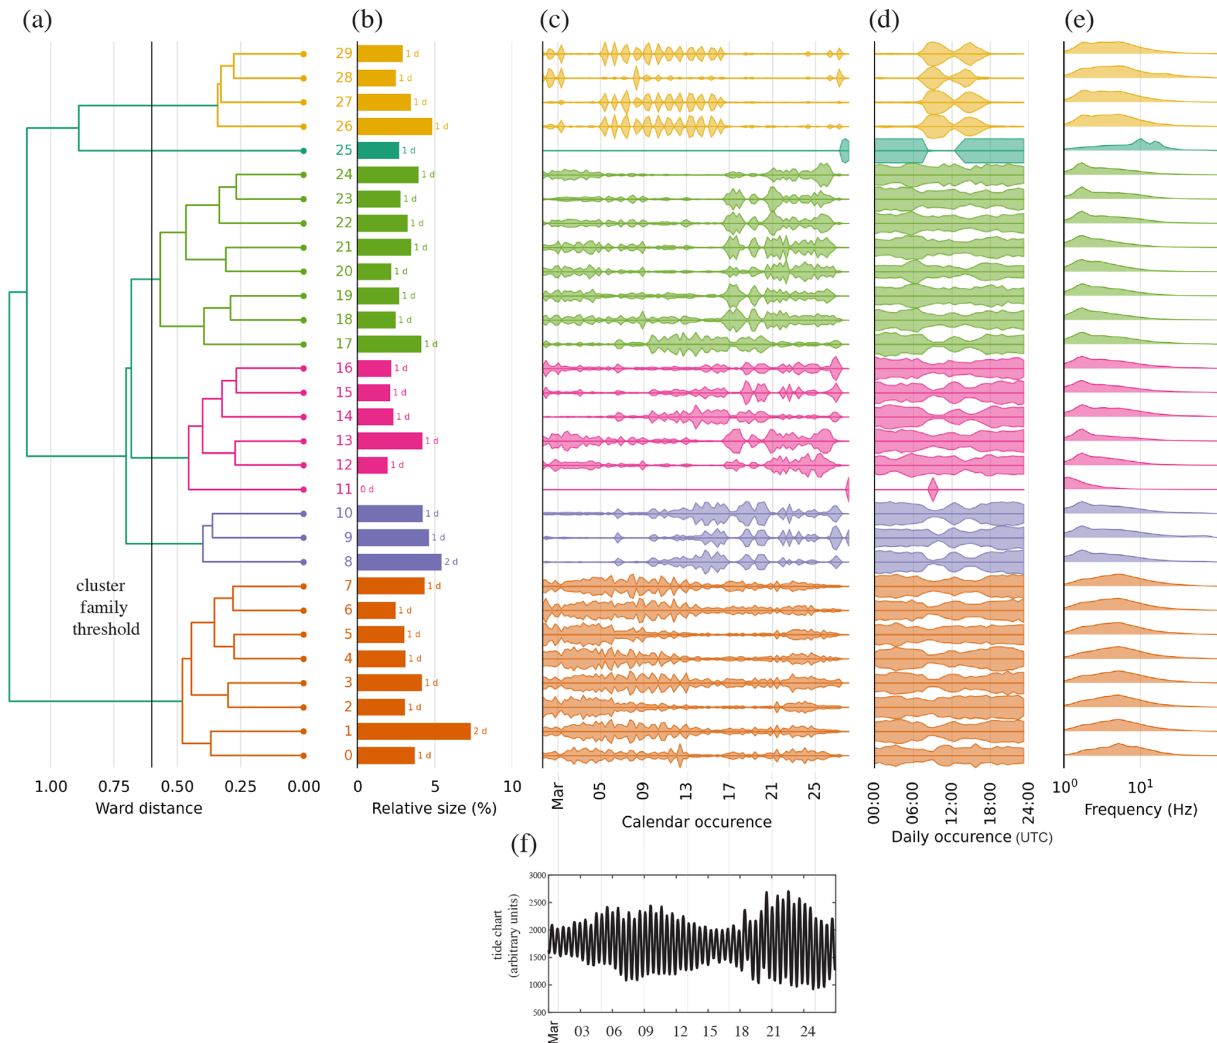 (a)
(b)
(c)
(d)
(e)
29 1 d
28 1 d
27 1 d
26 1 d
25 1 d
24 1 d
23 1 d
22 1 d
21 1 d
20 1 d
19 1 d
18 1 d
17 1 d
16 1 d
15 1 d
14 1 d
13 1 d
12 1 d
11 0 d
10 1 d
9 1 d
8 2 d
7 1 d
6 1 d
5 1 d
4 1 d
3 1 d
2 1 d
1 2 d
0 1 d
cluster
family
threshold
1.00 0.75 0.50 0.25 0.00
Ward distance
0 5 10
Relative size (%)
Mar 05 09 13 17 21 25
Calendar occurence
00:00 06:00 12:00 18:00 24:00
Daily occurence (UTC)
10⁰ 10¹
Frequency (Hz)
(f)
3000
2500
2000
1500
1000
500
tide chart
(arbitrary units)
Mar 03 06 09 12 15 18 21 24